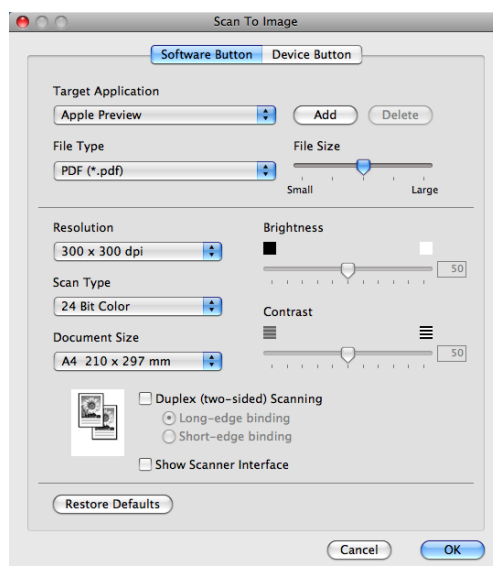 Scan To Image
Software Button Device Button
Target Application
Apple Preview Add Delete
File Type File Size
PDF (*.pdf)
Small Large
Resolution Brightness
300 x 300 dpi
50
Scan Type
24 Bit Color
Contrast
Document Size
A4 210 x 297 mm 50
Duplex (two-sided) Scanning
Long-edge binding
Short-edge binding
Show Scanner Interface
Restore Defaults
Cancel OK